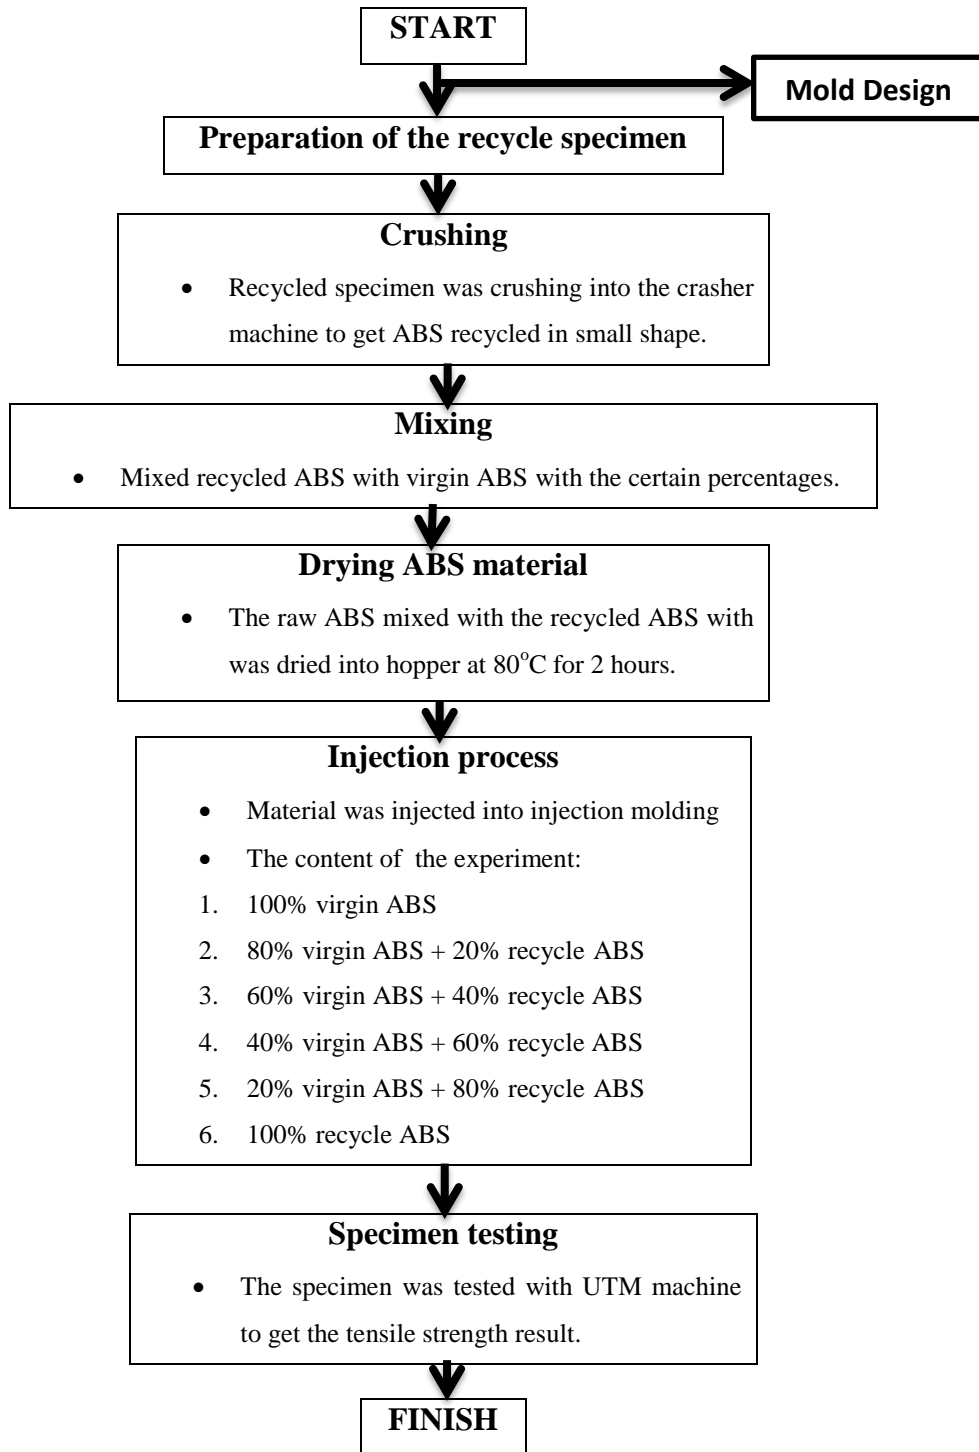 START
Mold Design
Preparation of the recycle specimen
Crushing
• Recycled specimen was crushing into the crasher
machine to get ABS recycled in small shape.
Mixing
• Mixed recycled ABS with virgin ABS with the certain percentages.
Drying ABS material
• The raw ABS mixed with the recycled ABS with
was dried into hopper at 80°C for 2 hours.
Injection process
• Material was injected into injection molding
• The content of the experiment:
1. 100% virgin ABS
2. 80% virgin ABS + 20% recycle ABS
3. 60% virgin ABS + 40% recycle ABS
4. 40% virgin ABS + 60% recycle ABS
5. 20% virgin ABS + 80% recycle ABS
6. 100% recycle ABS
Specimen testing
• The specimen was tested with UTM machine
to get the tensile strength result.
FINISH